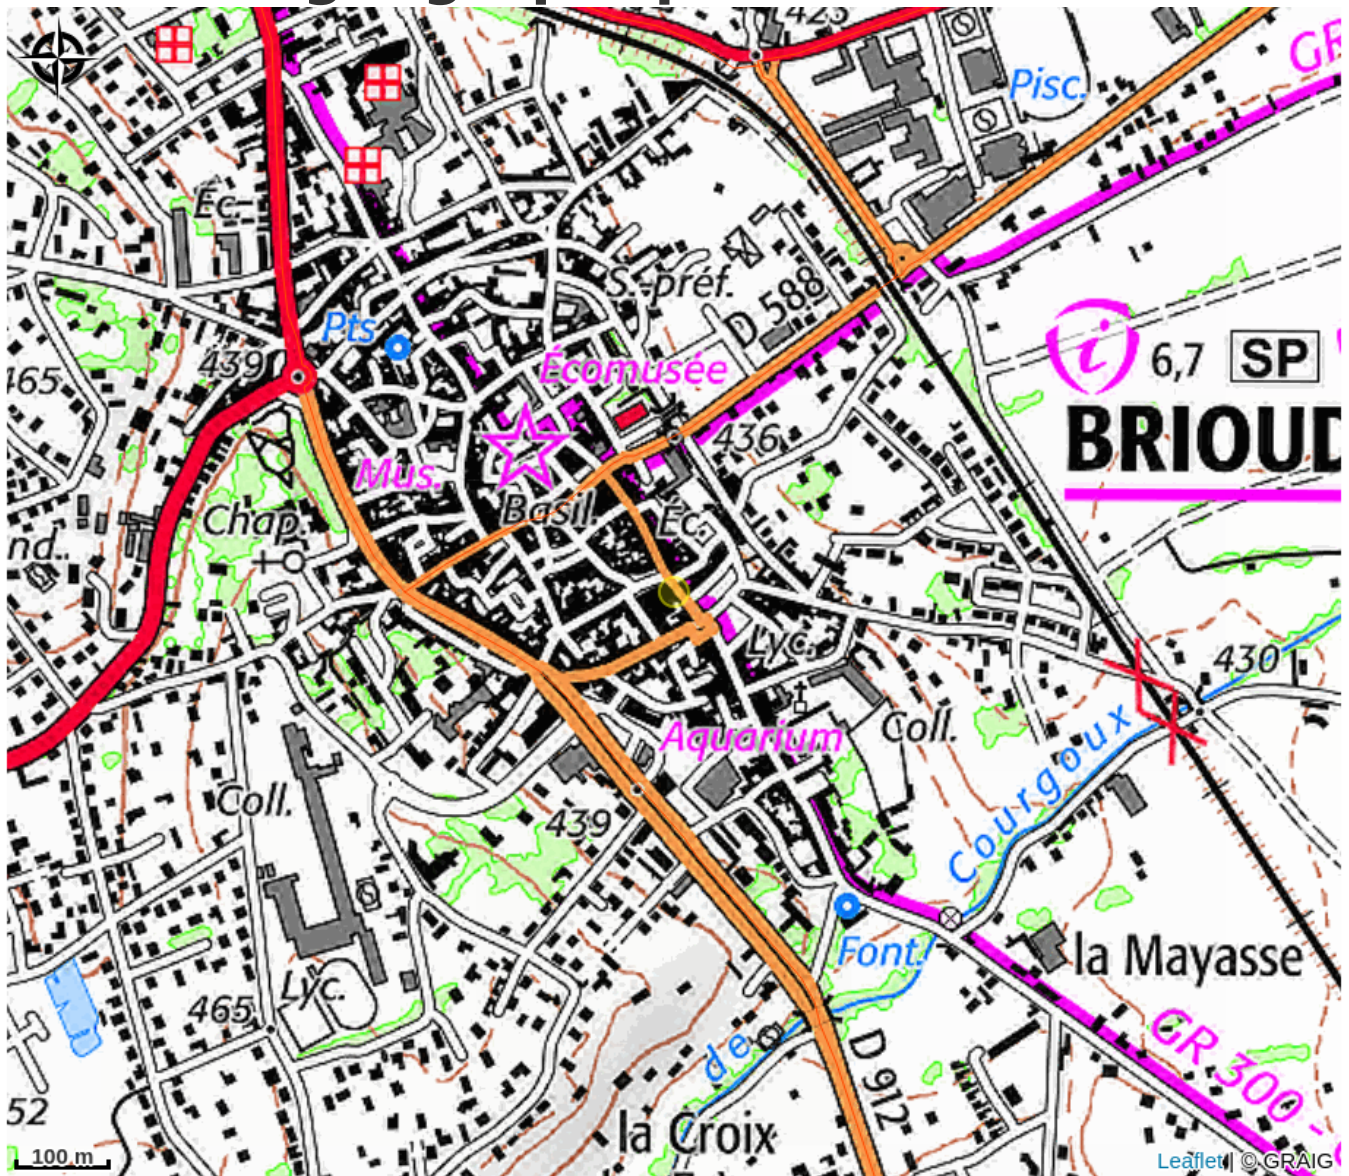 425
GR
Pisc.
Éc.
S.-préf.
D 588
Pts
6,7 SP
439
Écomusée
465
BRIOUD
436
Mus.
Basil.
Éc.
Chap.
nd.
Lyc.
430
Aquarium
Coll.
Courgoux
Coll.
439
la Mayasse
Font.
Lyc.
465
GR 300 -
de
D 912
52
la Croix
100 m
Leaflet | © GRAIG